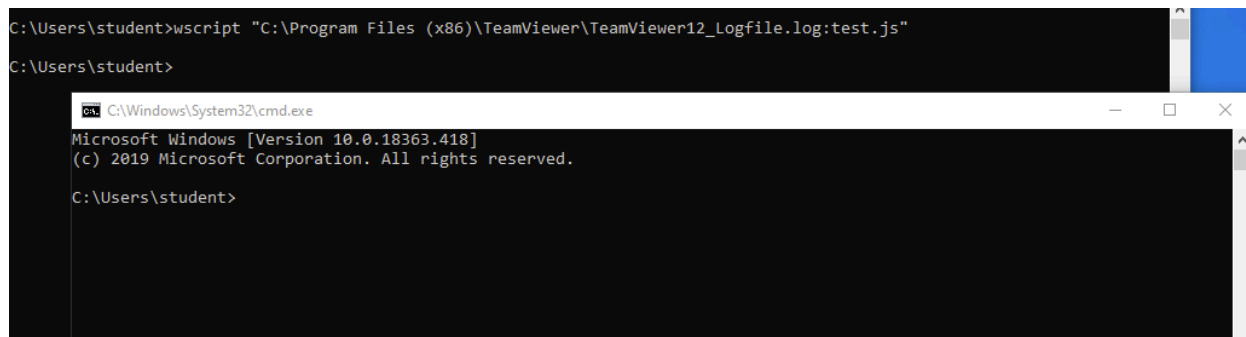 C:\Users\student>wscript "C:\Program Files (x86)\TeamViewer\TeamViewer12_Logfile.log:test.js"
C:\Users\student>
C:\Windows\System32\cmd.exe
Microsoft Windows [Version 10.0.18363.418]
(c) 2019 Microsoft Corporation. All rights reserved.
C:\Users\student>